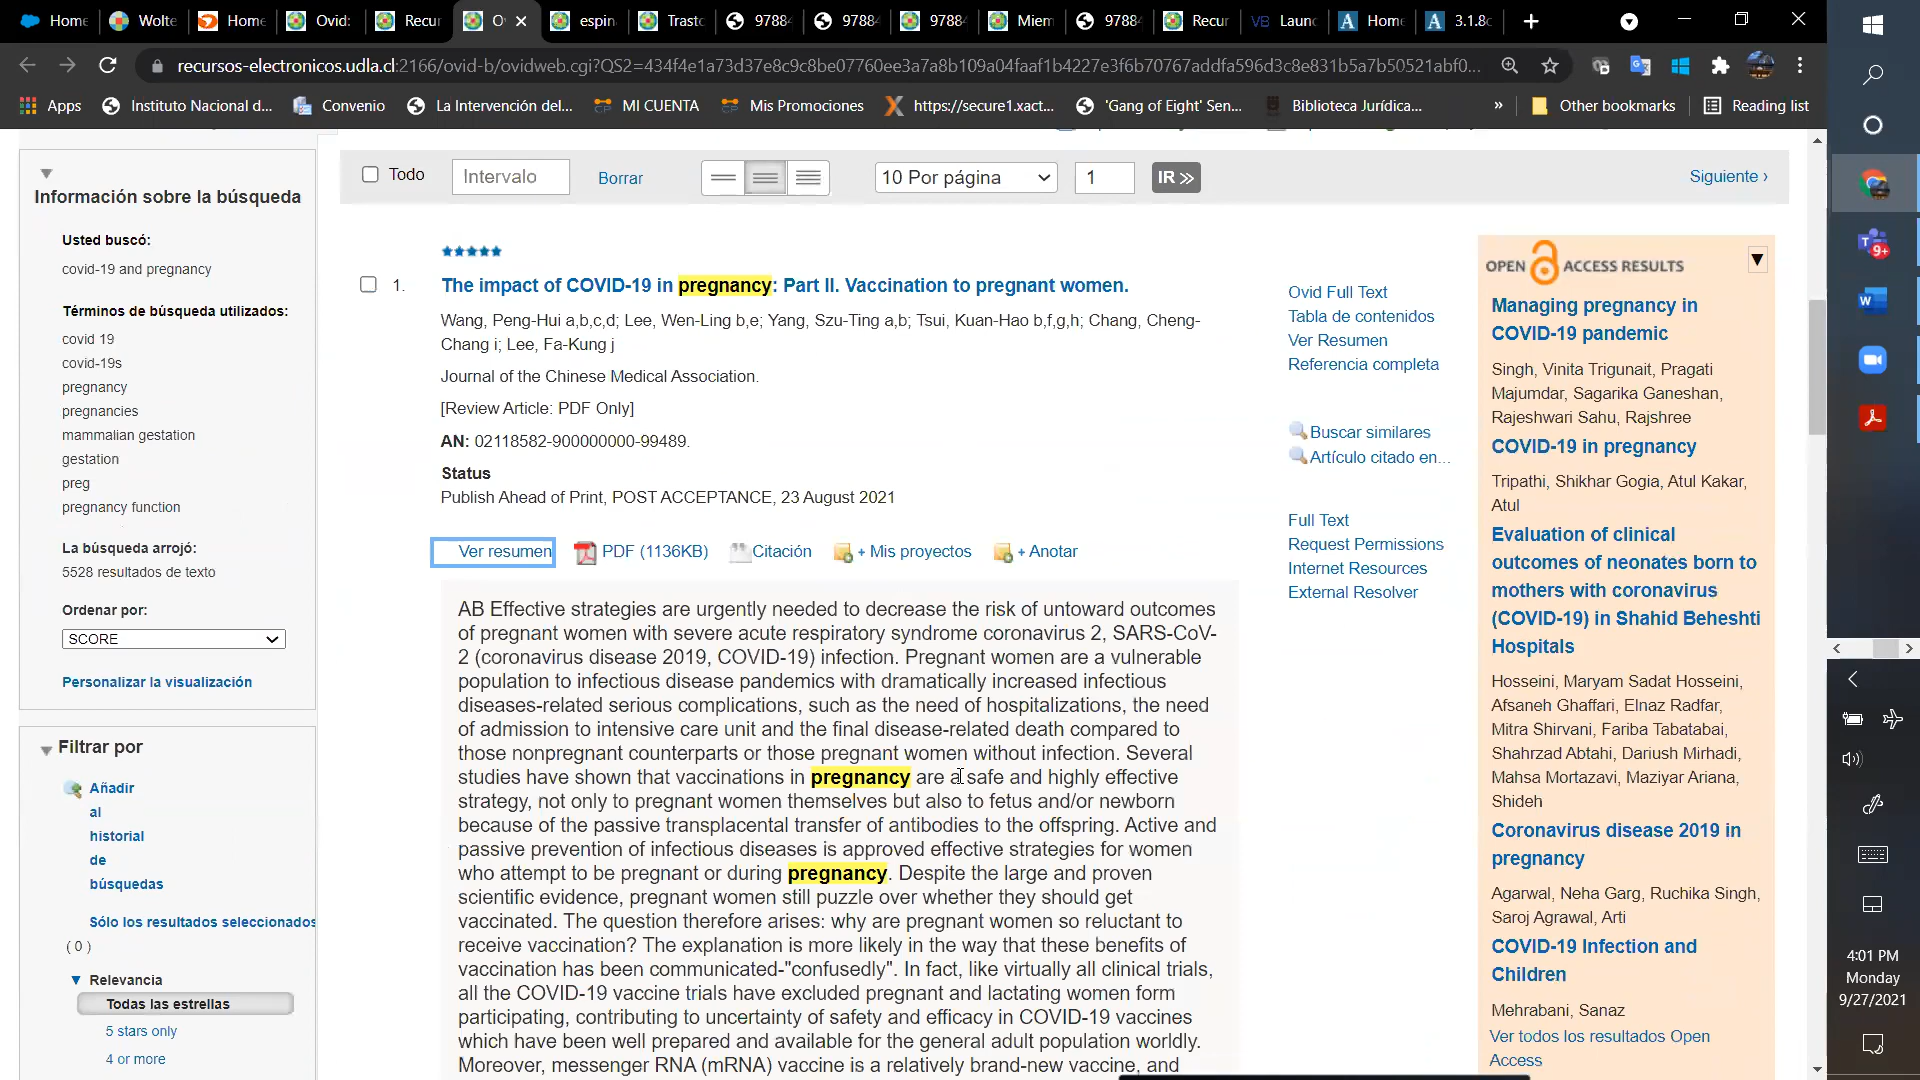 Home
Wolte
Home
Ovid:
Recur
O
espin
Trasto
9788
9788
9788
Miem
9788
Recur
Laun
Home
3.1.8c
recursos-electronicos.udla.cl:2166/ovid-b/ovidweb.cgi?QS2=434f4e1a73d37e8c9c8be07760ee3a7a8b109a04faaf1b4227e3f6b70767addfa596d3c8e831b5a7b50521abf0...
Apps
Instituto Nacional d...
Convenio
La Intervención del...
MI CUENTA
Mis Promociones
https://secure1.xact...
'Gang of Eight' Sen...
Biblioteca Jurídica...
»
Other bookmarks
Reading list
Información sobre la búsqueda
Usted buscó:
covid-19 and pregnancy
Términos de búsqueda utilizados:
covid 19
covid-19s
pregnancy
pregnancies
mammalian gestation
gestation
preg
pregnancy function
La búsqueda arrojó:
5528 resultados de texto
Ordenar por:
SCORE
Personalizar la visualización
Filtrar por
Añadir
al
historial
de
búsquedas
Sólo los resultados seleccionados
( 0 )
Relevancia
Todas las estrellas
5 stars only
4 or more
Todo
Intervalo
Borrar
10 Por página
1
IR »
Siguiente ›
1.
The impact of COVID-19 in pregnancy: Part II. Vaccination to pregnant women.
Wang, Peng-Hui a,b,c,d; Lee, Wen-Ling b,e; Yang, Szu-Ting a,b; Tsui, Kuan-Hao b,f,g,h; Chang, Cheng-
Chang i; Lee, Fa-Kung j
Journal of the Chinese Medical Association.
[Review Article: PDF Only]
AN: 02118582-900000000-99489.
Status
Publish Ahead of Print, POST ACCEPTANCE, 23 August 2021
Ver resumen
PDF (1136KB)
Citación
+ Mis proyectos
+ Anotar
AB Effective strategies are urgently needed to decrease the risk of untoward outcomes
of pregnant women with severe acute respiratory syndrome coronavirus 2, SARS-CoV-
2 (coronavirus disease 2019, COVID-19) infection. Pregnant women are a vulnerable
population to infectious disease pandemics with dramatically increased infectious
diseases-related serious complications, such as the need of hospitalizations, the need
of admission to intensive care unit and the final disease-related death compared to
those nonpregnant counterparts or those pregnant women without infection. Several
studies have shown that vaccinations in pregnancy are a safe and highly effective
strategy, not only to pregnant women themselves but also to fetus and/or newborn
because of the passive transplacental transfer of antibodies to the offspring. Active and
passive prevention of infectious diseases is approved effective strategies for women
who attempt to be pregnant or during pregnancy. Despite the large and proven
scientific evidence, pregnant women still puzzle over whether they should get
vaccinated. The question therefore arises: why are pregnant women so reluctant to
receive vaccination? The explanation is more likely in the way that these benefits of
vaccination has been communicated-"confusedly". In fact, like virtually all clinical trials,
all the COVID-19 vaccine trials have excluded pregnant and lactating women form
participating, contributing to uncertainty of safety and efficacy in COVID-19 vaccines
which have been well prepared and available for the general adult population worldly.
Moreover, messenger RNA (mRNA) vaccine is a relatively brand-new vaccine, and
Ovid Full Text
Tabla de contenidos
Ver Resumen
Referencia completa
Buscar similares
Artículo citado en...
Full Text
Request Permissions
Internet Resources
External Resolver
OPEN ACCESS RESULTS
Managing pregnancy in
COVID-19 pandemic
Singh, Vinita Trigunait, Pragati
Majumdar, Sagarika Ganeshan,
Rajeshwari Sahu, Rajshree
COVID-19 in pregnancy
Tripathi, Shikhar Gogia, Atul Kakar,
Atul
Evaluation of clinical
outcomes of neonates born to
mothers with coronavirus
(COVID-19) in Shahid Beheshti
Hospitals
Hosseini, Maryam Sadat Hosseini,
Afsaneh Ghaffari, Elnaz Radfar,
Mitra Shirvani, Fariba Tabatabai,
Shahrzad Abtahi, Dariush Mirhadi,
Mahsa Mortazavi, Maziyar Ariana,
Shideh
Coronavirus disease 2019 in
pregnancy
Agarwal, Neha Garg, Ruchika Singh,
Saroj Agrawal, Arti
COVID-19 Infection and
Children
Mehrabani, Sanaz
Ver todos los resultados Open
Access
9+
4:01 PM
Monday
9/27/2021